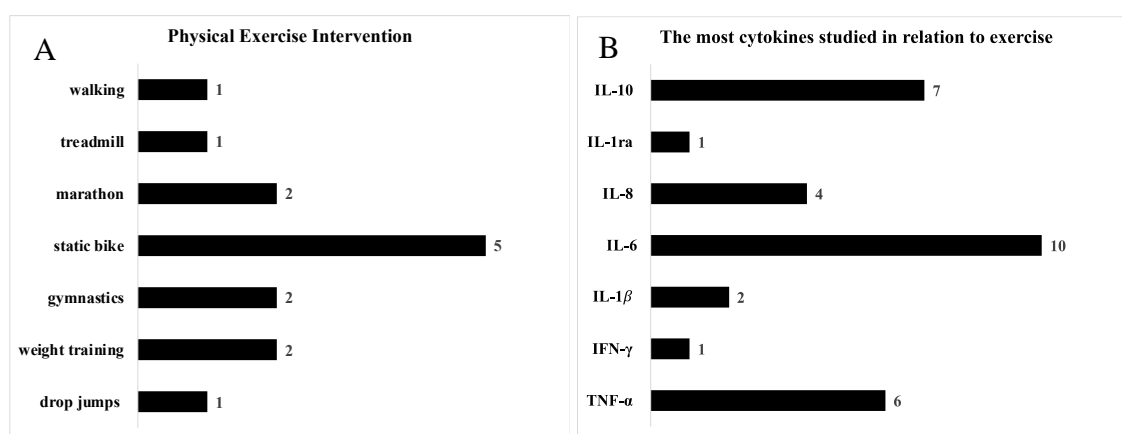 A
Physical Exercise Intervention
walking 1
treadmill 1
marathon 2
static bike 5
gymnastics 2
weight training 2
drop jumps 1
B
The most cytokines studied in relation to exercise
IL-10 7
IL-1ra 1
IL-8 4
IL-6 10
IL-1β 2
IFN-γ 1
TNF-α 6